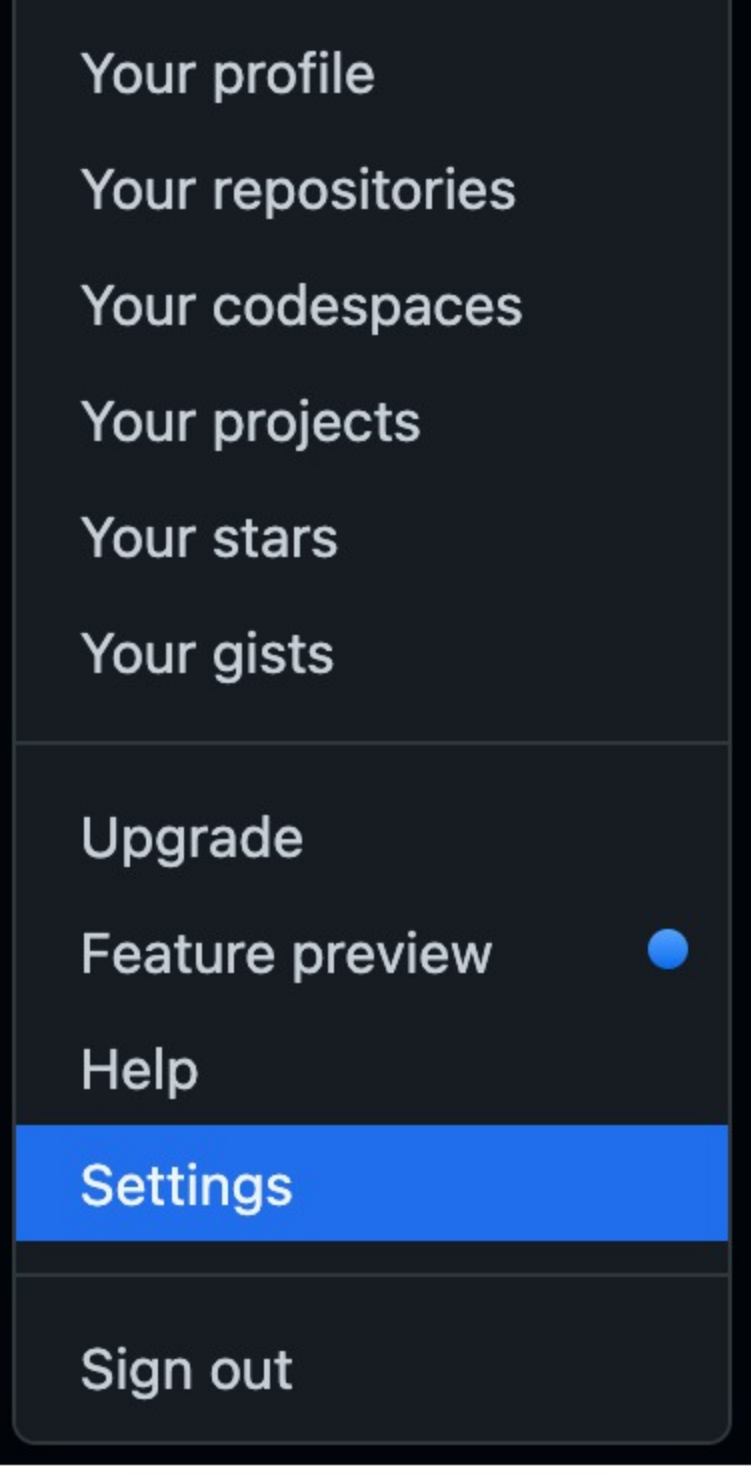 Your profile
Your repositories
Your codespaces
Your projects
Your stars
Your gists
Upgrade
Feature preview
Help
Settings
Sign out